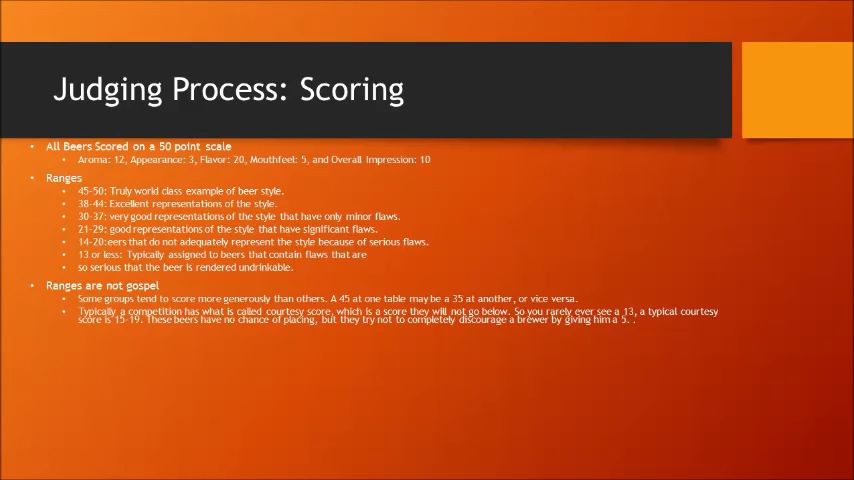 Judging Process: Scoring
• All Beers Scored on a 50 point scale
• Aroma: 12, Appearance: 3, Flavor: 20, Mouthfeel: 5, and Overall Impression: 10
• Ranges
• 45-50: Truly world class example of beer style.
• 38-44: Excellent representations of the style.
• 30-37: very good representations of the style that have only minor flaws.
• 21-29: good representations of the style that have significant flaws.
• 14-20:eers that do not adequately represent the style because of serious flaws.
• 13 or less: Typically assigned to beers that contain flaws that are
• so serious that the beer is rendered undrinkable.
• Ranges are not gospel
• Some groups tend to score more generously than others. A 45 at one table may be a 35 at another, or vice versa.
• Typically a competition has what is called courtesy score, which is a score they will not go below. So you rarely ever see a 13, a typical courtesy
score is 15-19. These beers have no chance of placing, but they try not to completely discourage a brewer by giving him a 5. .